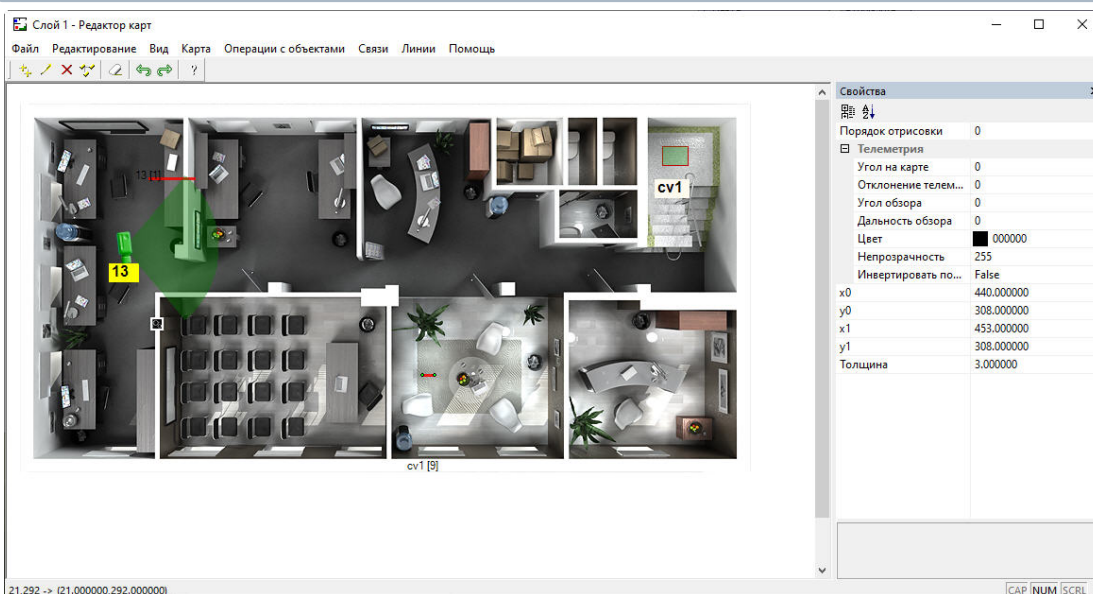 Слой 1 - Редактор карт
Файл Редактирование Вид Карта Операции с объектами Связи Линии Помощь
?
Свойства
Порядок отрисовки 0
Телеметрия
Угол на карте 0
Отклонение телем... 0
Угол обзора 0
Дальность обзора 0
Цвет 000000
Непрозрачность 255
Инвертировать по... False
x0 440.000000
y0 308.000000
x1 453.000000
y1 308.000000
Толщина 3.000000
13 [1]
cv1
13
cv1 [9]
21,292 -> (21.000000,292.000000)
CAP NUM SCRL